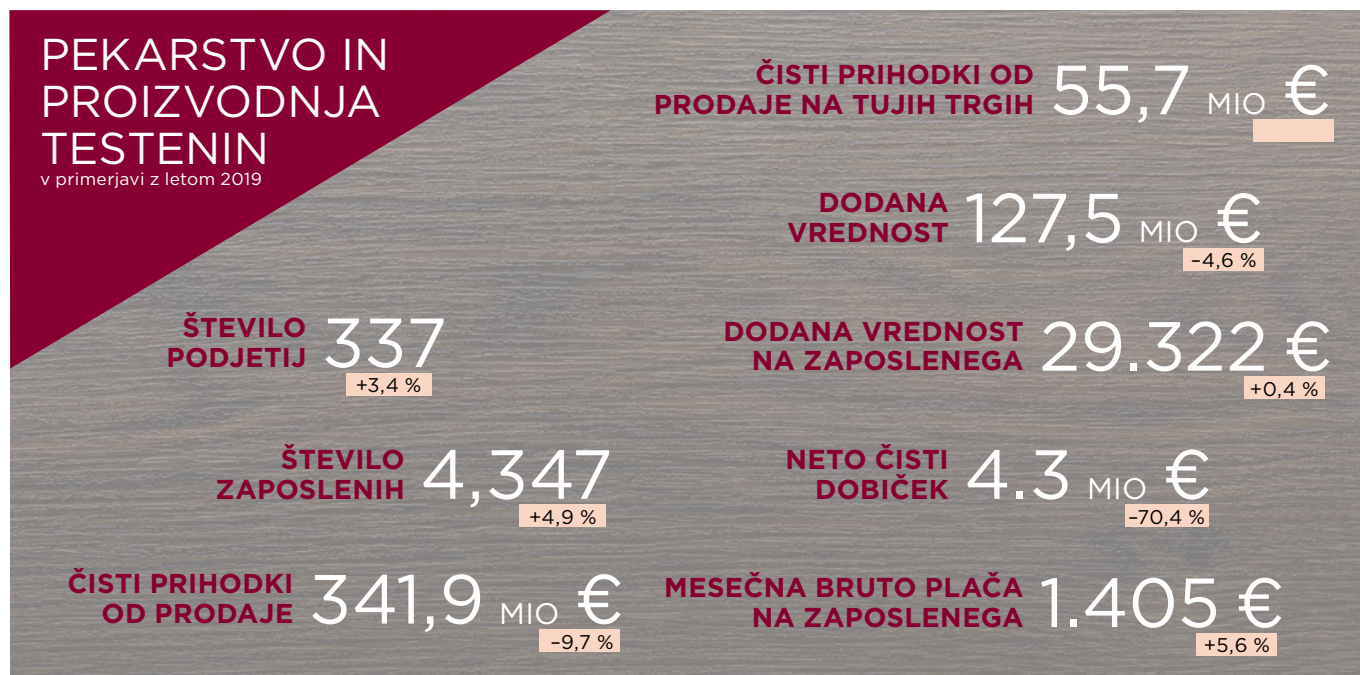 PEKARSTVO IN
PROIZVODNJA
TESTENIN
v primerjavi z letom 2019
ŠTEVILO
PODJETIJ 337
+3,4 %
ŠTEVILO
ZAPOSLENIH 4,347
+4,9 %
ČISTI PRIHODKI
OD PRODAJE 341,9 MIO €
–9,7 %
ČISTI PRIHODKI OD
PRODAJE NA TUJIH TRGIH 55,7 MIO €
DODANA
VREDNOST 127,5 MIO €
–4,6 %
DODANA VREDNOST
NA ZAPOSLENEGA 29.322 €
+0,4 %
NETO ČISTI
DOBIČEK 4.3 MIO €
–70,4 %
MESEČNA BRUTO PLAČA
NA ZAPOSLENEGA 1.405 €
+5,6 %